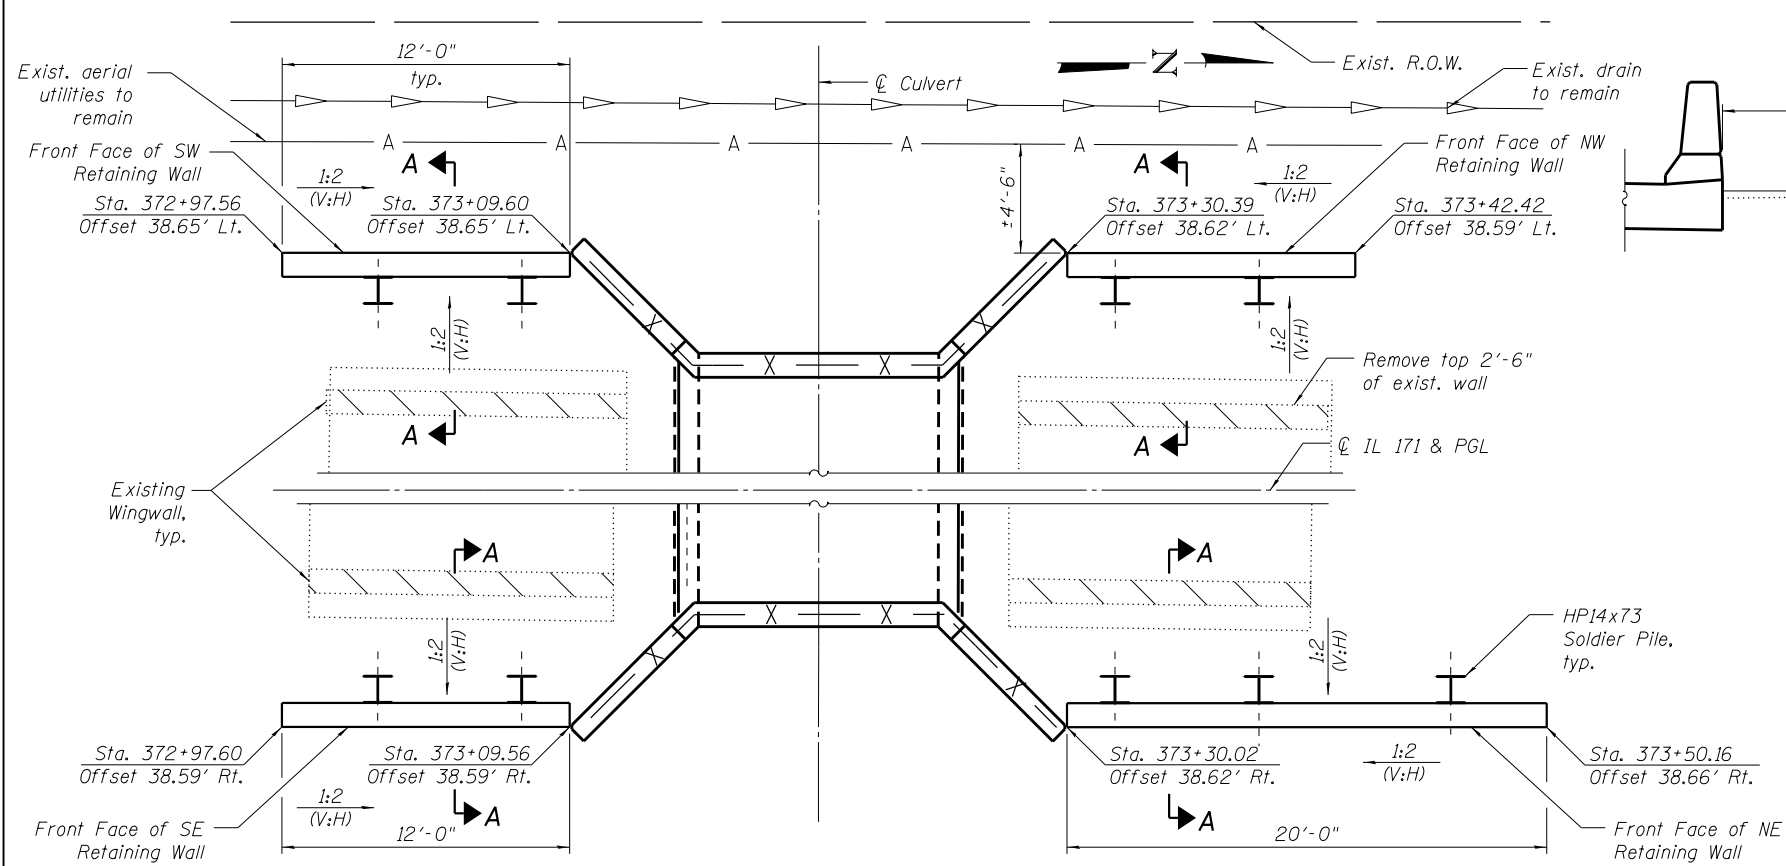 12'-0"
typ.
Exist. aerial
utilities to
remain
℄ Culvert
N
Exist. R.O.W.
Exist. drain
to remain
A A A A A A
Front Face of SW
Retaining Wall
A
A
Front Face of NW
Retaining Wall
1:2
(V:H)
±4'-6"
1:2
(V:H)
Sta. 372+97.56
Offset 38.65' Lt.
Sta. 373+09.60
Offset 38.65' Lt.
Sta. 373+30.39
Offset 38.62' Lt.
Sta. 373+42.42
Offset 38.59' Lt.
1:2
(V:H)
1:2
(V:H)
X X X X
Remove top 2'-6"
of exist. wall
A
A
℄ IL 171 & PGL
Existing
Wingwall,
typ.
A
A
HP14x73
Soldier Pile,
typ.
1:2
(V:H)
1:2
(V:H)
X X X X
Sta. 372+97.60
Offset 38.59' Rt.
Sta. 373+09.56
Offset 38.59' Rt.
Sta. 373+30.02
Offset 38.62' Rt.
1:2
(V:H)
Sta. 373+50.16
Offset 38.66' Rt.
1:2
(V:H)
A
A
Front Face of SE
Retaining Wall
12'-0"
20'-0"
Front Face of NE
Retaining Wall